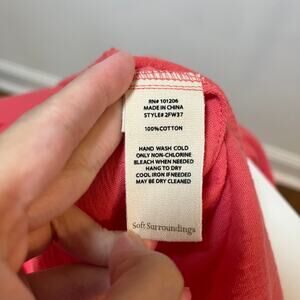 RN# 101206
MADE IN CHINA
STYLE# 2FW37
100% COTTON
HAND WASH COLD
ONLY NON-CHLORINE
BLEACH WHEN NEEDED
HANG TO DRY
COOL IRON IF NEEDED
MAY BE DRY CLEANED
Soft Surroundings